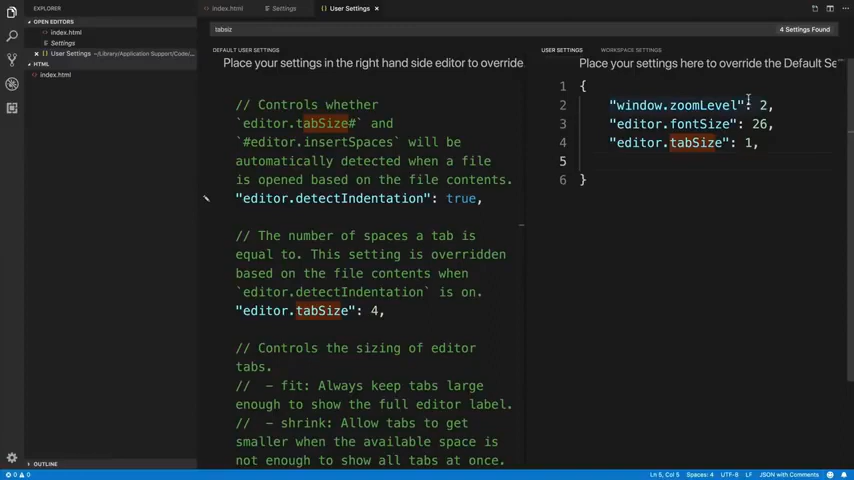 EXPLORER
OPEN EDITORS
index.html
Settings
User Settings ~/Library/Application Support/Code/...
HTML
index.html
OUTLINE
index.html
Settings
User Settings
tabsiz
4 Settings Found
DEFAULT USER SETTINGS
Place your settings in the right hand side editor to override
// Controls whether
`editor.tabSize#` and
`#editor.insertSpaces` will be
automatically detected when a file
is opened based on the file contents.
"editor.detectIndentation": true,
// The number of spaces a tab is
equal to. This setting is overridden
based on the file contents when
`editor.detectIndentation` is on.
"editor.tabSize": 4,
// Controls the sizing of editor
tabs.
//  - fit: Always keep tabs large
enough to show the full editor label.
//  - shrink: Allow tabs to get
smaller when the available space is
not enough to show all tabs at once.
USER SETTINGS
WORKSPACE SETTINGS
Place your settings here to override the Default Se
1 {
2 "window.zoomLevel": 2,
3 "editor.fontSize": 26,
4 "editor.tabSize": 1,
5
6 }
0 0
Ln 5, Col 5
Spaces: 4
UTF-8
LF
JSON with Comments